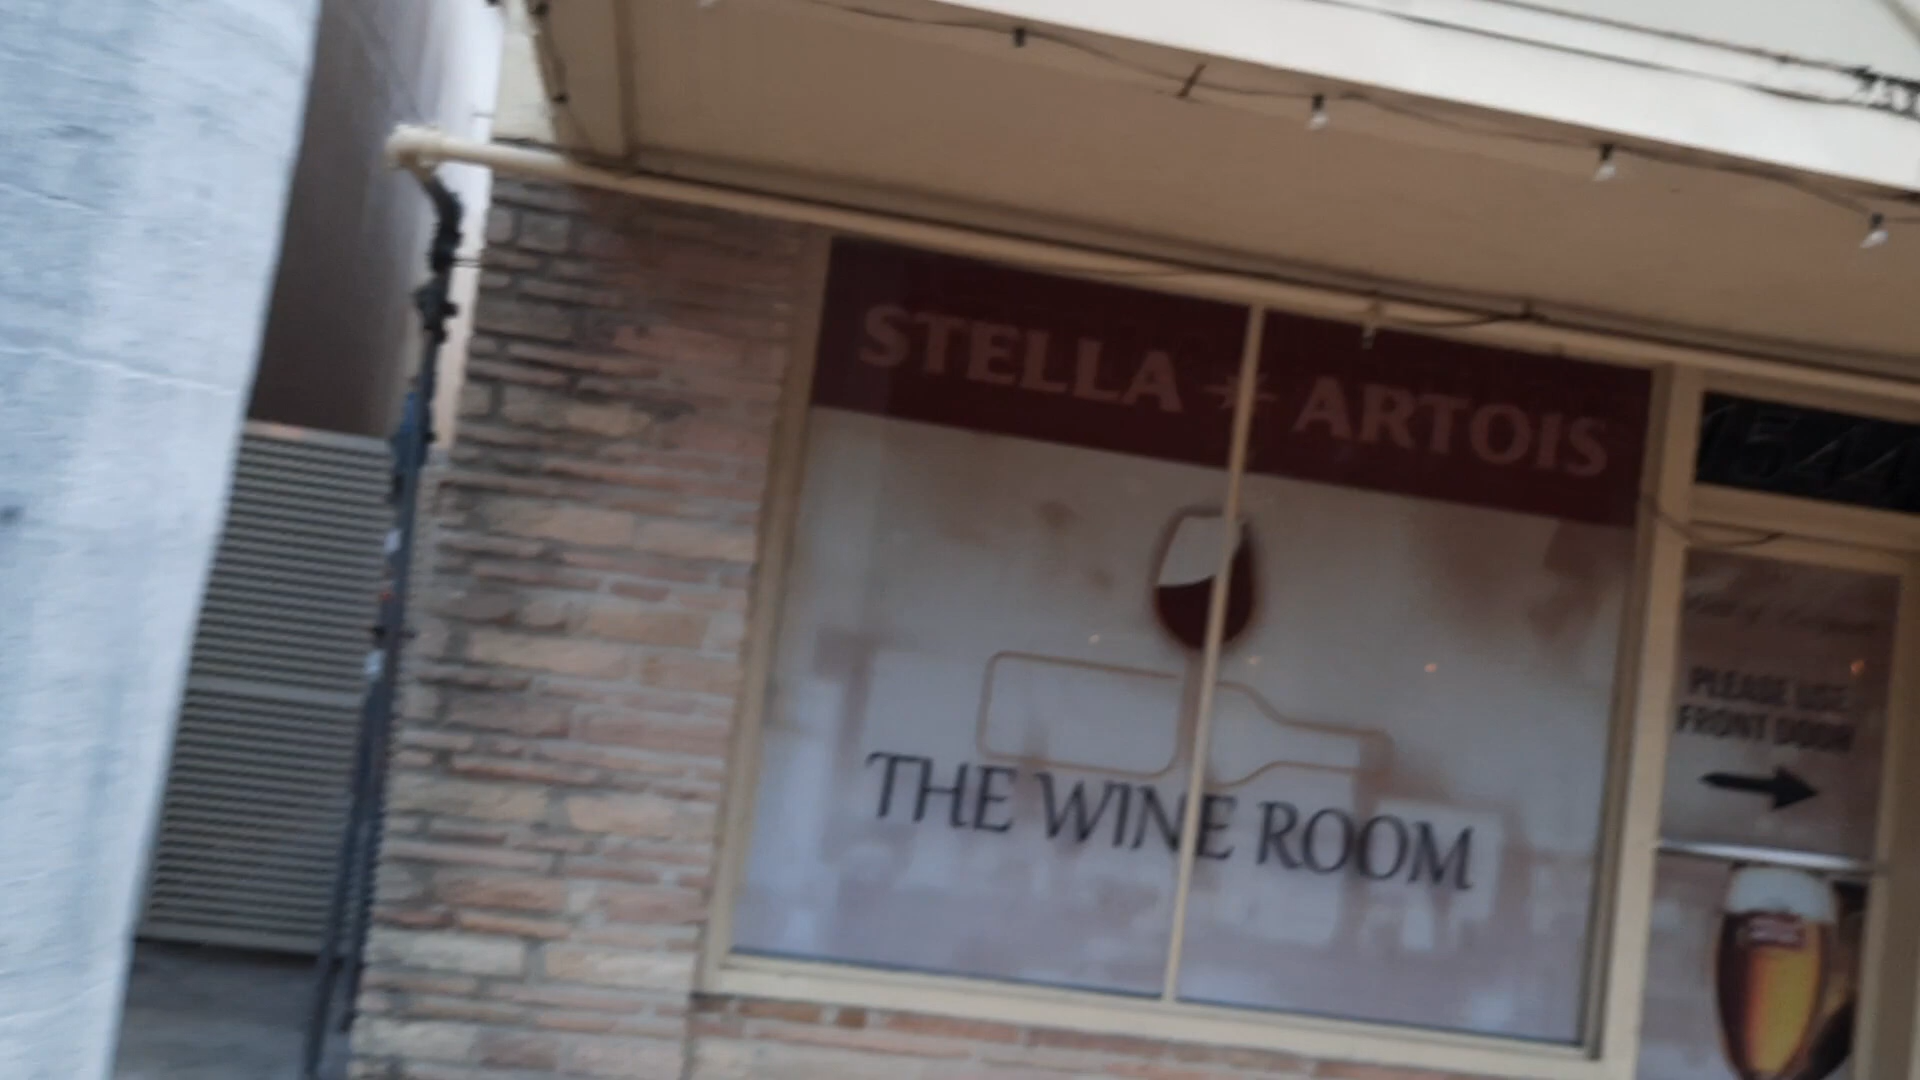 STELLA ★ ARTOIS
THE WINE ROOM
PLEASE USE
FRONT DOOR